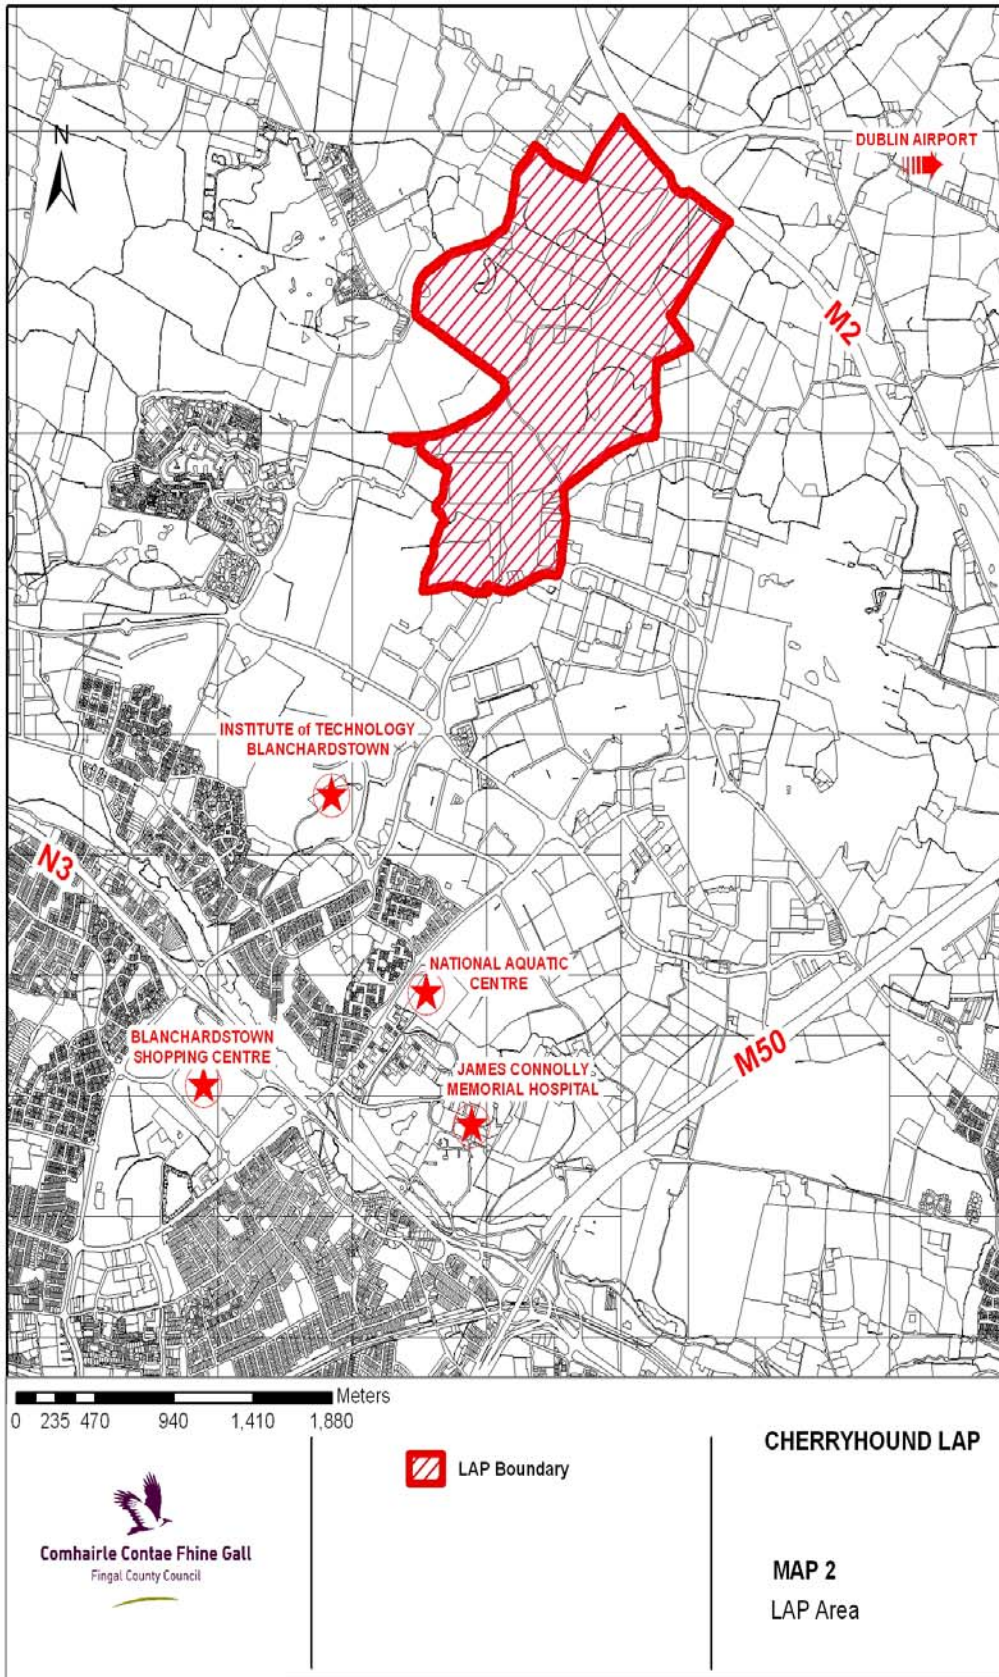 N
DUBLIN AIRPORT
M2
INSTITUTE of TECHNOLOGY
BLANCHARDSTOWN
N3
NATIONAL AQUATIC
CENTRE
BLANCHARDSTOWN
SHOPPING CENTRE
M50
JAMES CONNOLLY
MEMORIAL HOSPITAL
Meters
0 235 470 940 1,410 1,880
Comhairle Contae Fhine Gall
Fingal County Council
LAP Boundary
CHERRYHOUND LAP
MAP 2
LAP Area